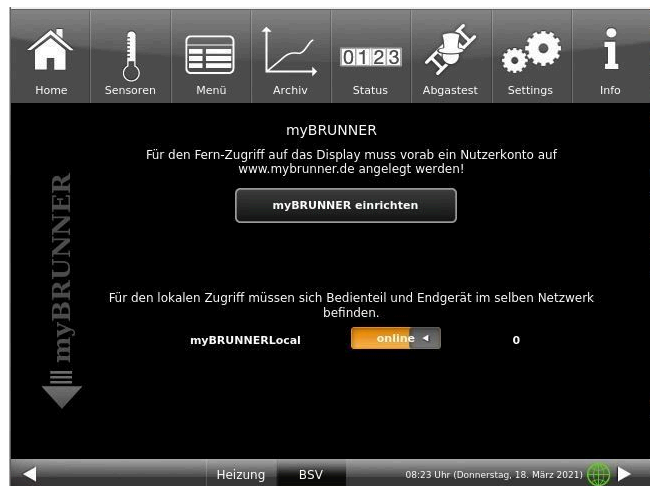 0123
Home Sensoren Menü Archiv Status Abgastest Settings Info
myBRUNNER
Für den Fern-Zugriff auf das Display muss vorab ein Nutzerkonto auf
www.mybrunner.de angelegt werden!
myBRUNNER einrichten
myBRUNNER
Für den lokalen Zugriff müssen sich Bedienteil und Endgerät im selben Netzwerk
befinden.
myBRUNNERLocal online 0
Heizung BSV 08:23 Uhr (Donnerstag, 18. März 2021)